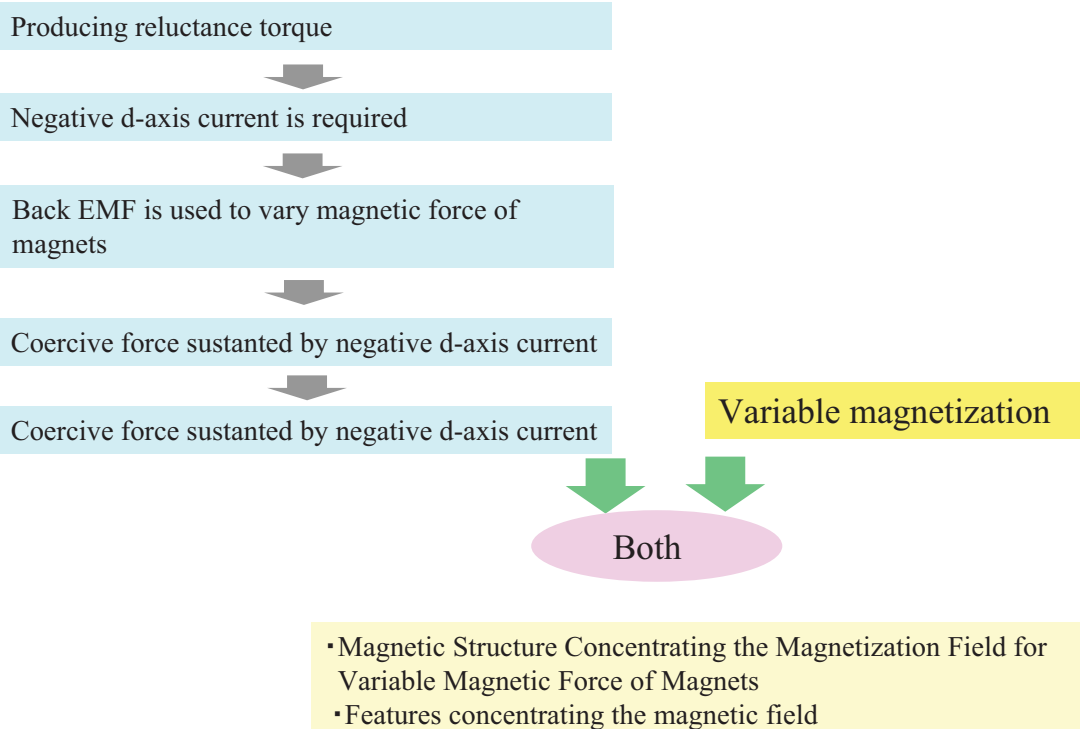 Producing reluctance torque
Negative d-axis current is required
Back EMF is used to vary magnetic force of
magnets
Coercive force sustanted by negative d-axis current
Coercive force sustanted by negative d-axis current
Variable magnetization
Both
▪Magnetic Structure Concentrating the Magnetization Field for
Variable Magnetic Force of Magnets
▪Features concentrating the magnetic field